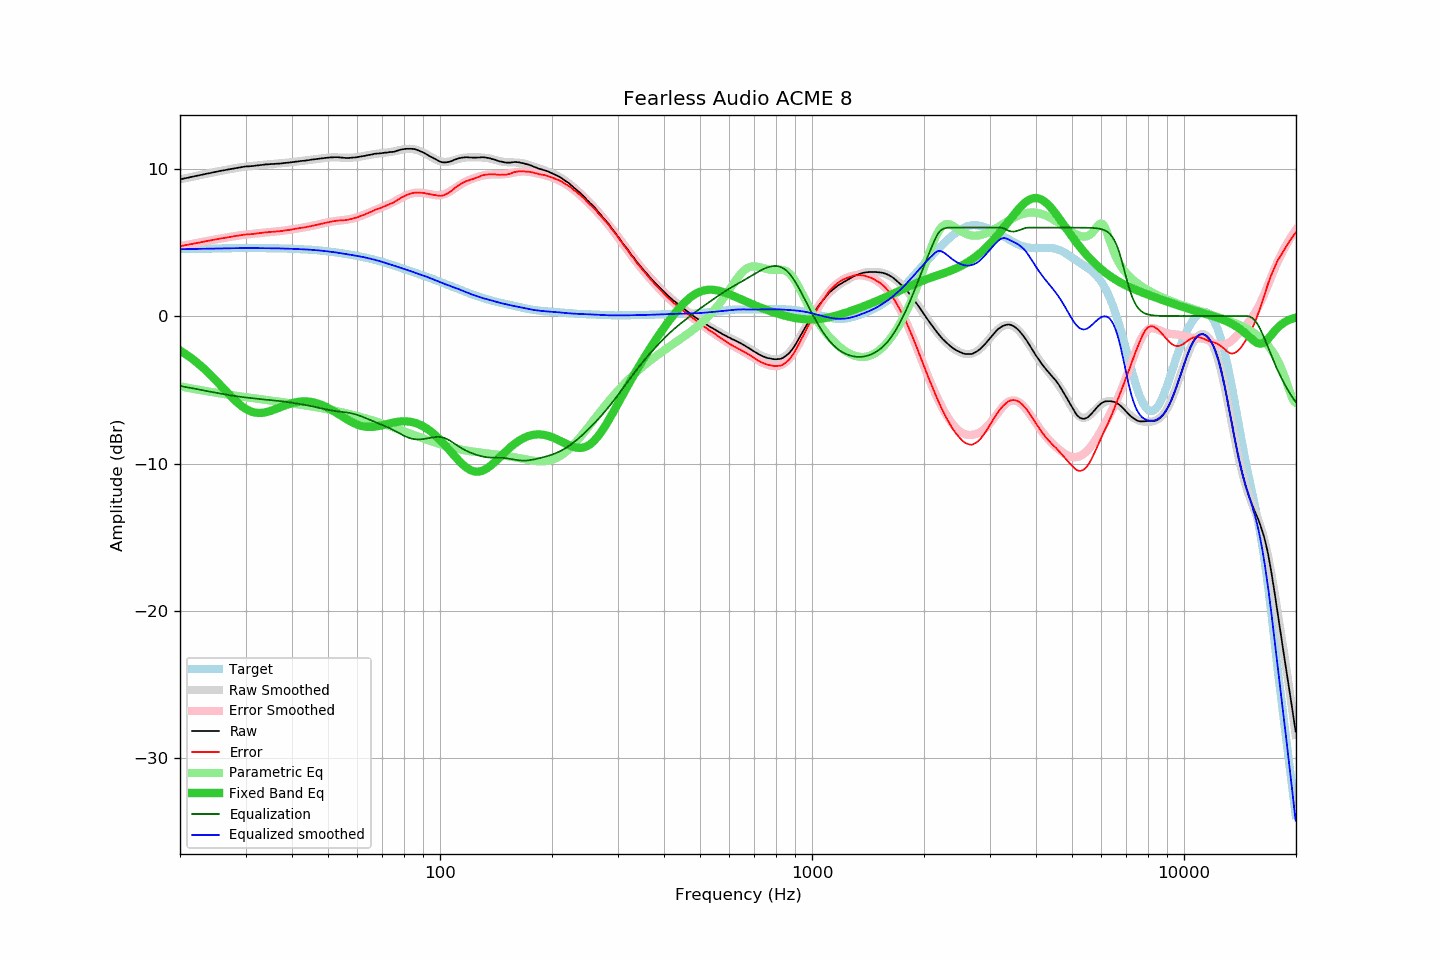 Fearless Audio ACME 8
Amplitude (dBr)
10
0
−10
−20
−30
Target
Raw Smoothed
Error Smoothed
Raw
Error
Parametric Eq
Fixed Band Eq
Equalization
Equalized smoothed
100
1000
10000
Frequency (Hz)